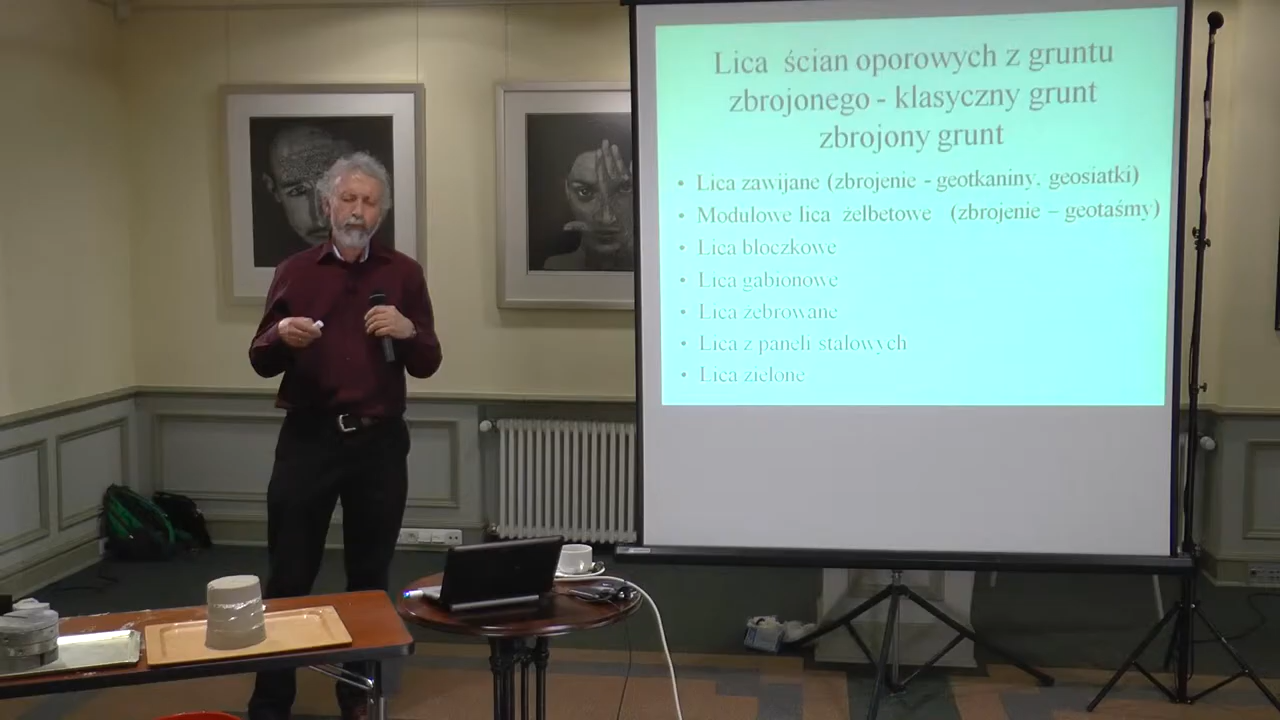 Lica ścian oporowych z gruntu
zbrojonego - klasyczny grunt
zbrojony grunt
• Lica zawijane (zbrojenie - geotkaniny, geosiatki)
• Modułowe lica żelbetowe (zbrojenie – geotaśmy)
• Lica bloczkowe
• Lica gabionowe
• Lica żebrowane
• Lica z paneli stalowych
• Lica zielone